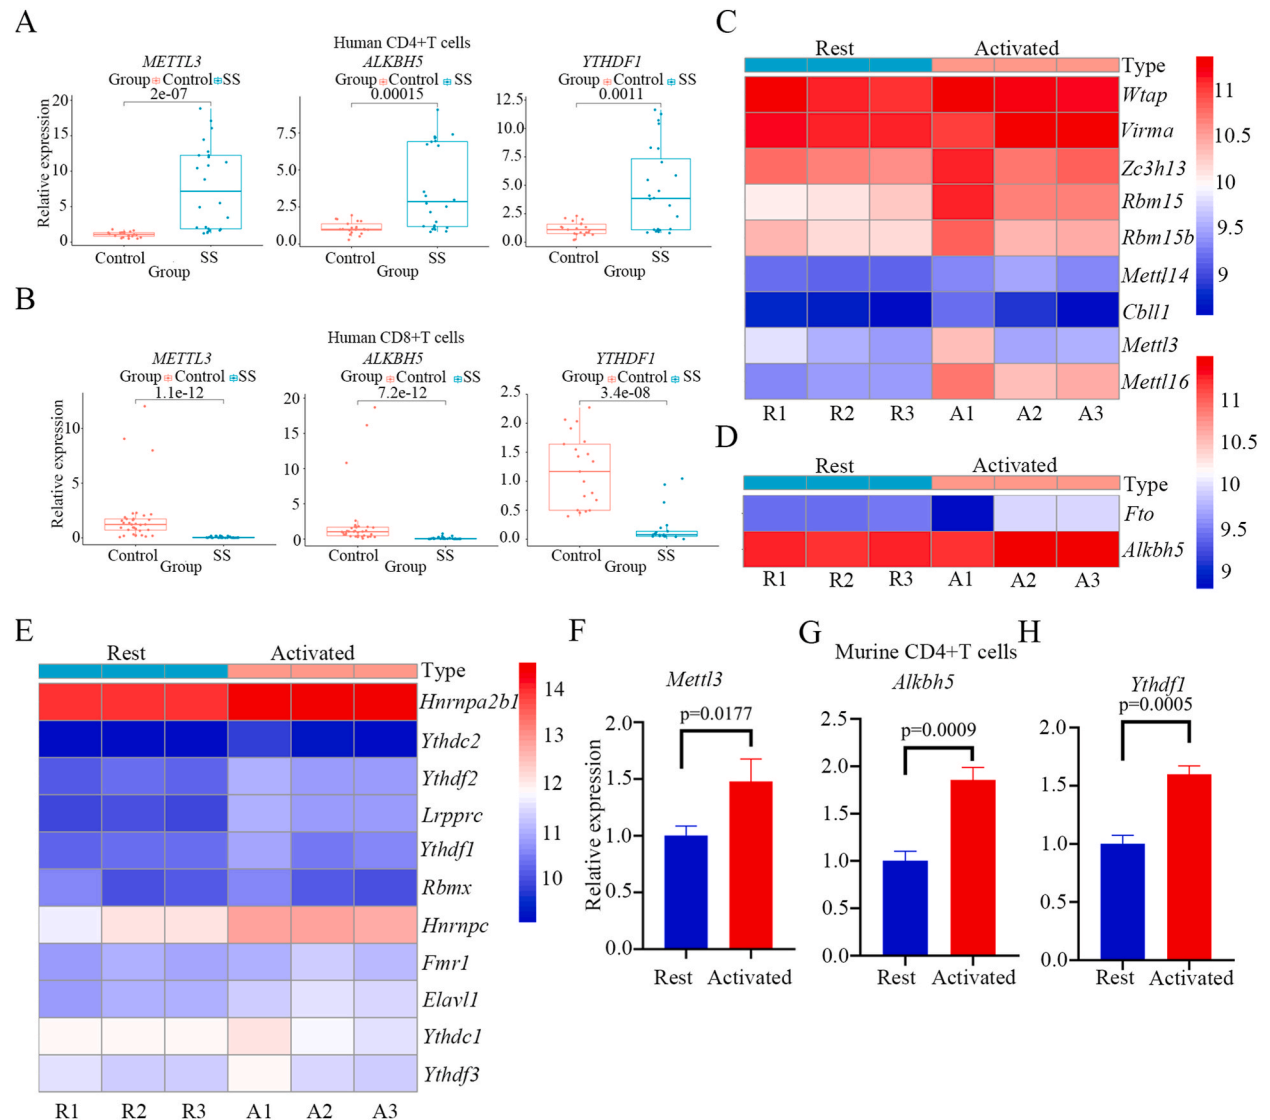 A
Human CD4+T cells
METTL3
ALKBH5
YTHDF1
Group Control SS
Group Control SS
Group Control SS
2e-07
0.00015
0.0011
Relative expression
20
15
10
5
0
7.5
5.0
2.5
0.0
12.5
10.0
7.5
5.0
2.5
0.0
Control SS
Control SS
Control SS
Group
Group
Group
B
Human CD8+T cells
METTL3
ALKBH5
YTHDF1
Group Control SS
Group Control SS
Group Control SS
1.1e-12
7.2e-12
3.4e-08
Relative expression
10
5
0
20
15
10
5
0
2.5
2.0
1.5
1.0
0.5
0.0
Control SS
Control SS
Control SS
Group
Group
Group
C
Rest Activated
Type
Wtap
Virma
Zc3h13
Rbm15
Rbm15b
Mettl14
Cbll1
Mettl3
Mettl16
R1 R2 R3 A1 A2 A3
11
10.5
10
9.5
9
D
Rest Activated
Type
Fto
Alkbh5
R1 R2 R3 A1 A2 A3
11
10.5
10
9.5
9
E
Rest Activated
Type
Hnrnpa2b1
Ythdc2
Ythdf2
Lrpprc
Ythdf1
Rbmx
Hnrnpc
Fmr1
Elavl1
Ythdc1
Ythdf3
R1 R2 R3 A1 A2 A3
14
13
12
11
10
F
G
H
Murine CD4+T cells
Mettl3
Alkbh5
Ythdf1
p=0.0177
p=0.0009
p=0.0005
Relative expression
2.0
1.5
1.0
0.5
0.0
2.5
2.0
1.5
1.0
0.5
0.0
2.0
1.5
1.0
0.5
0.0
Rest Activated
Rest Activated
Rest Activated